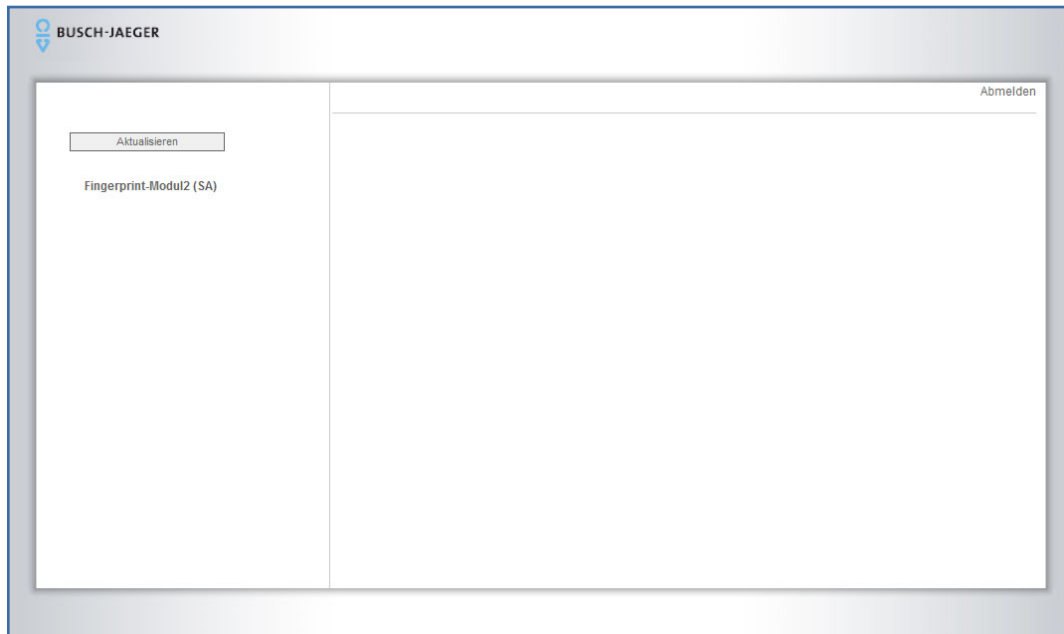 BUSCH-JAEGER
Abmelden
Aktualisieren
Fingerprint-Modul2 (SA)